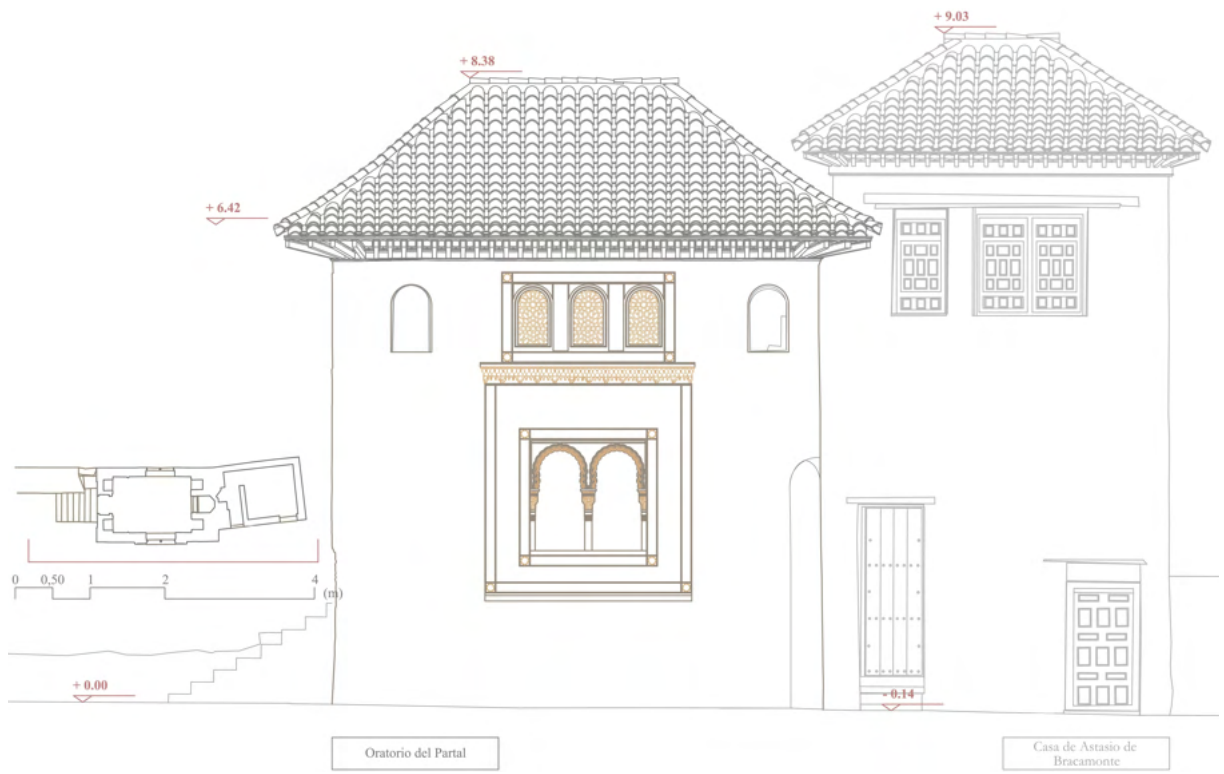 + 9.03
+ 8.38
+ 6.42
0 0,50 1 2 4
(m)
+ 0.00
- 0.14
Oratorio del Partal
Casa de Astasio de
Bracamonte